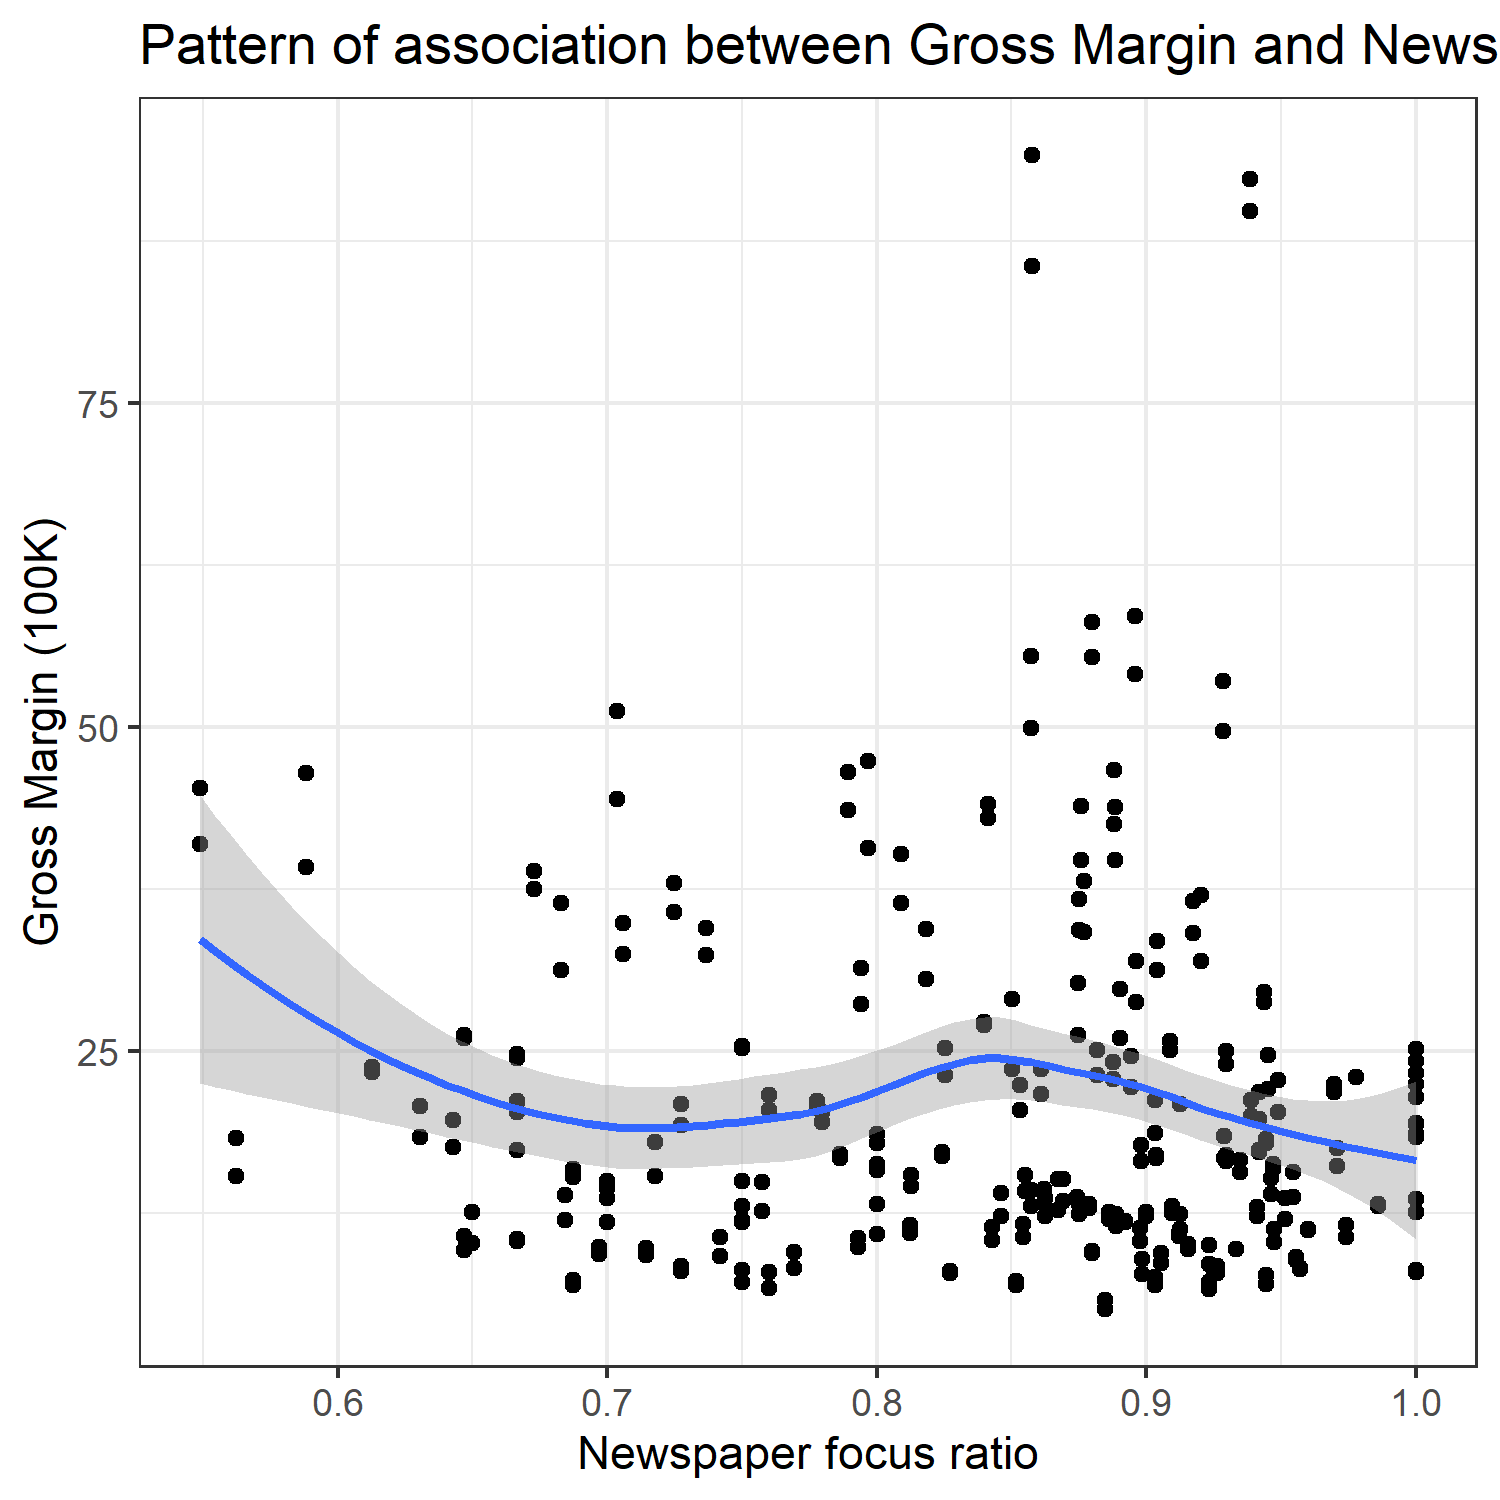 Pattern of association between Gross Margin and News
Gross Margin (100K)
75
50
25
0.6
0.7
0.8
0.9
1.0
Newspaper focus ratio